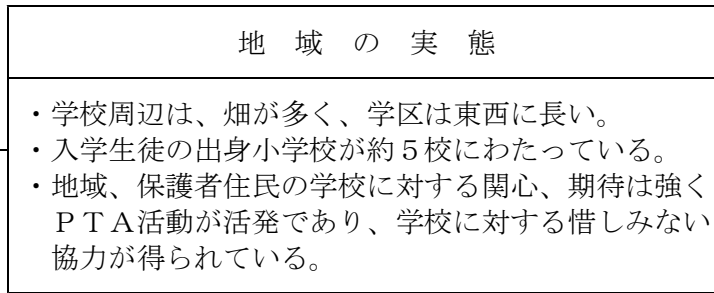 地 域 の 実 態
・学校周辺は、畑が多く、学区は東西に長い。
・入学生徒の出身小学校が約５校にわたっている。
・地域、保護者住民の学校に対する関心、期待は強く
ＰＴＡ活動が活発であり、学校に対する惜しみない
協力が得られている。